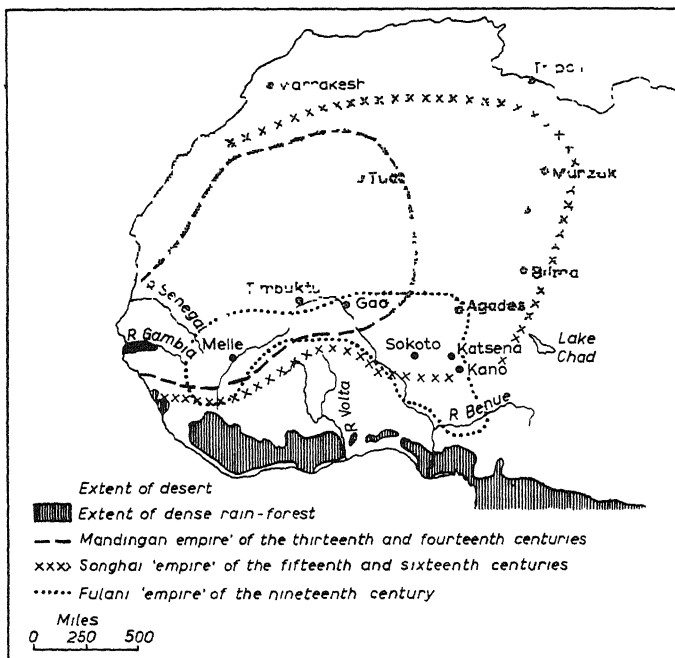 Marrakesh
Murzuk
Bilma
R Senegal
Timbuktu
Gao
Agades
R Gambia
Melle
Sokoto
Katsena
Kano
Lake
Chad
R Volta
R Benue
Extent of desert
Extent of dense rain-forest
Mandingan empire' of the thirteenth and fourteenth centuries
Songhai 'empire' of the fifteenth and sixteenth centuries
Fulani 'empire' of the nineteenth century
Miles
0 250 500